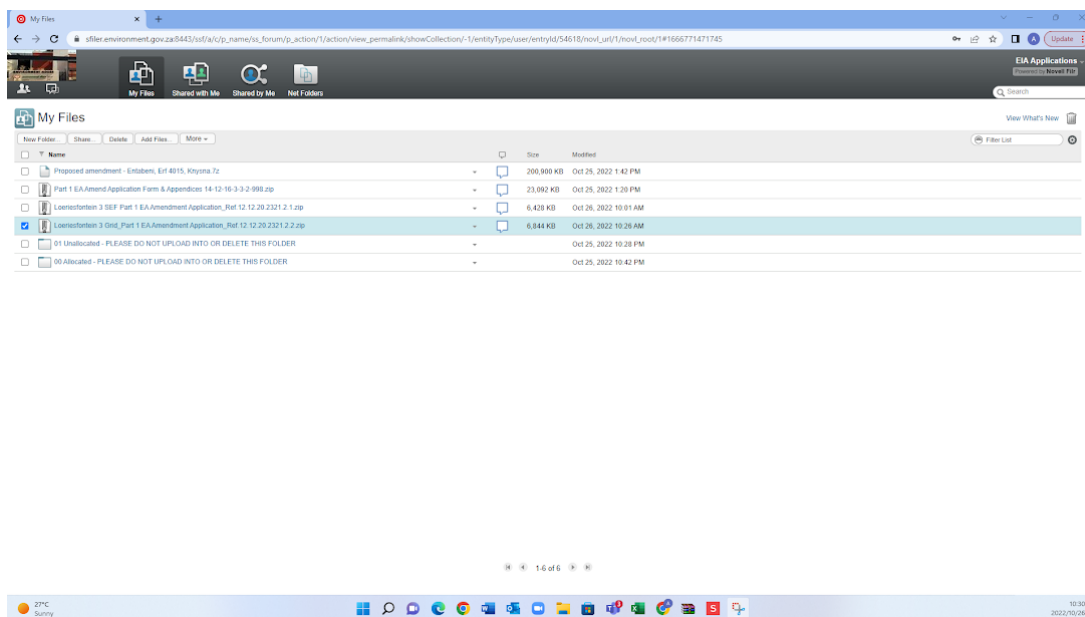 My Files
sfiler.environment.gov.za:8443/ssf/a/c/p_name/ss_forum/p_action/1/action/view_permalink/showCollection/-1/entityType/user/entryId/54618/novl_url/1/novl_root/1#1666771471745
A
Update
My Files
Shared with Me
Shared by Me
Net Folders
EIA Applications
Powered by Novell Filr
Search
My Files
View What's New
New Folder...
Share...
Delete
Add Files...
More
Filter List
Name Size Modified
Proposed amendment - Entabeni, Erf 4015, Knysna.7z 200,900 KB Oct 25, 2022 1:42 PM
Part 1 EA Amend Application Form & Appendices 14-12-16-3-3-2-998.zip 23,092 KB Oct 25, 2022 1:20 PM
Loeriesfontein 3 SEF Part 1 EA Amendment Application_Ref.12.12.20.2321.2.1.zip 6,428 KB Oct 26, 2022 10:01 AM
Loeriesfontein 3 Grid_Part 1 EA Amendment Application_Ref.12.12.20.2321.2.2.zip 6,844 KB Oct 26, 2022 10:26 AM
01 Unallocated - PLEASE DO NOT UPLOAD INTO OR DELETE THIS FOLDER Oct 25, 2022 10:28 PM
00 Allocated - PLEASE DO NOT UPLOAD INTO OR DELETE THIS FOLDER Oct 25, 2022 10:42 PM
1-6 of 6
27°C
Sunny
10:30
2022/10/26